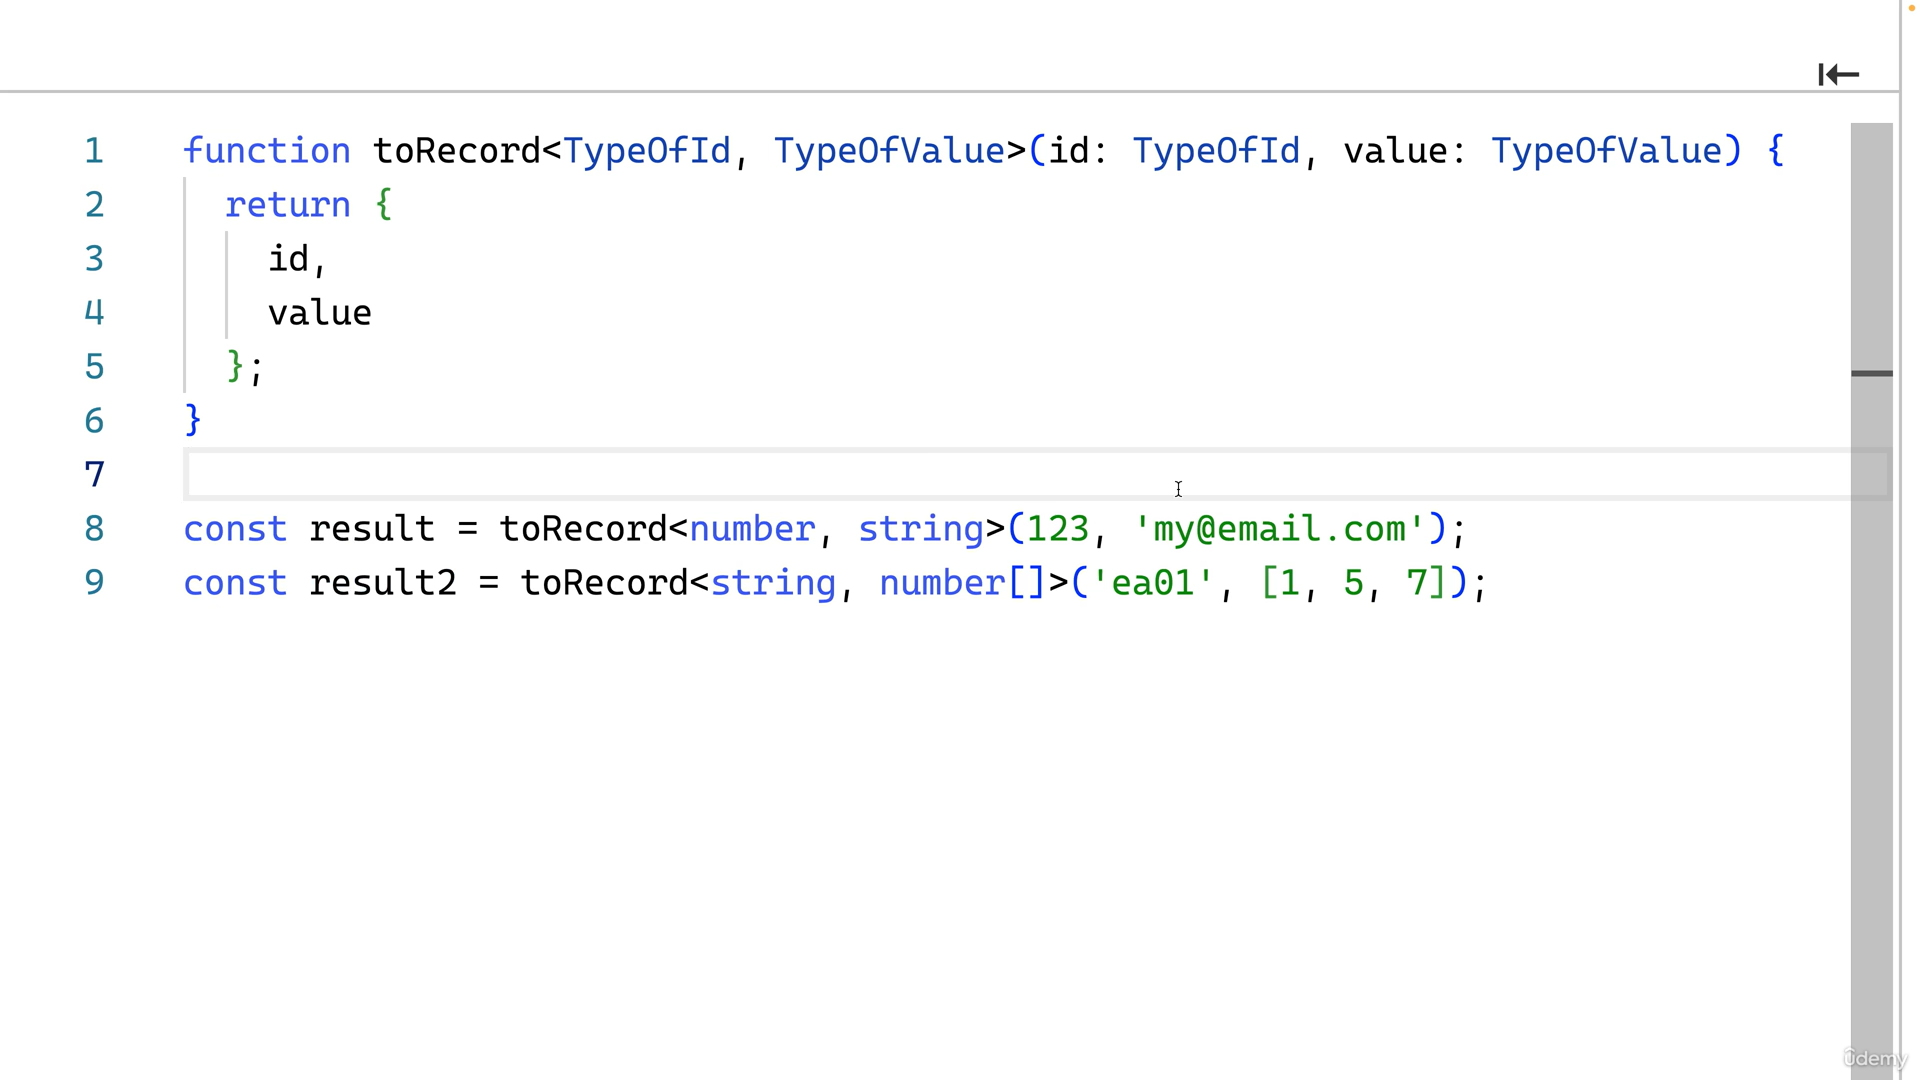 1 function toRecord<TypeOfId, TypeOfValue>(id: TypeOfId, value: TypeOfValue) {
2 return {
3 id,
4 value
5 };
6 }
7
8 const result = toRecord<number, string>(123, 'my@email.com');
9 const result2 = toRecord<string, number[]>('ea01', [1, 5, 7]);
ûdemy